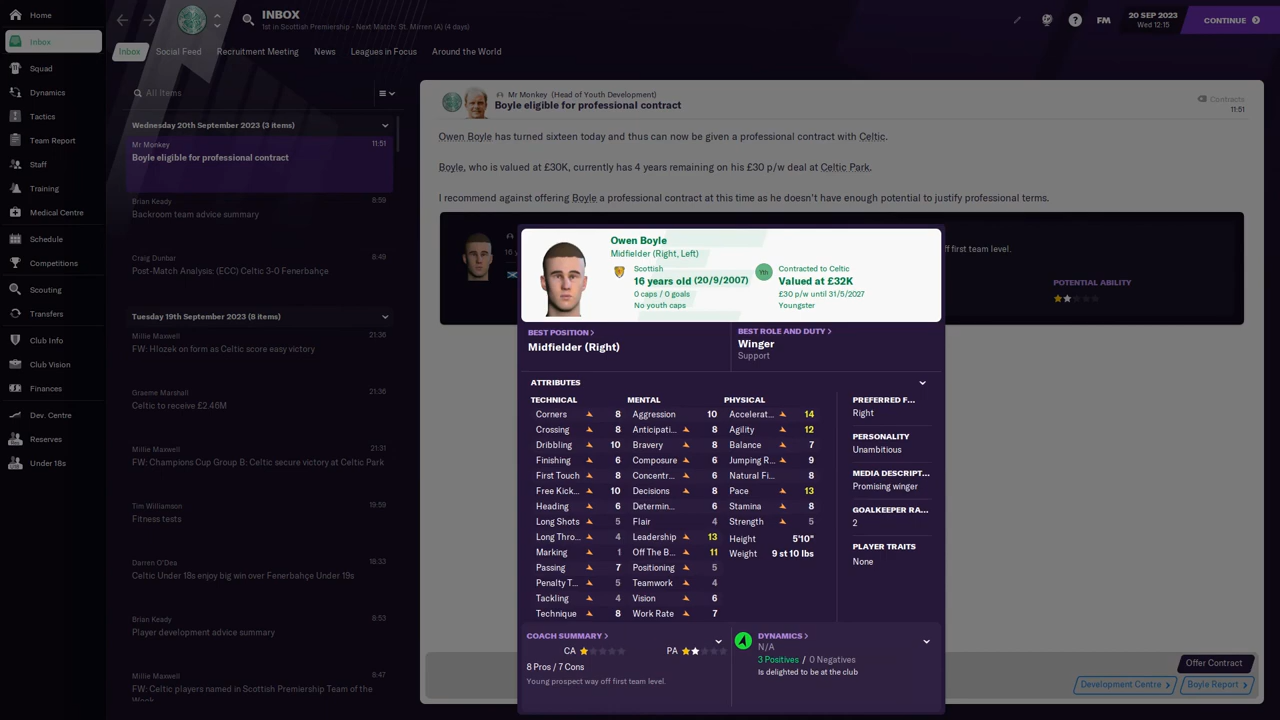 Home
Inbox
Squad
Dynamics
Tactics
Team Report
Staff
Training
Medical Centre
Schedule
Competitions
Scouting
Transfers
Club Info
Club Vision
Finances
Dev. Centre
Reserves
Under 18s
INBOX
1st in Scottish Premiership - Next Match: St. Mirren (A) (4 days)
FM
20 SEP 2023
Wed 12:15
CONTINUE
Inbox Social Feed Recruitment Meeting News Leagues in Focus Around the World
All Items
Wednesday 20th September 2023 (3 items)
Mr Monkey 11:51
Boyle eligible for professional contract
Brian Keady 8:59
Backroom team advice summary
Craig Dunbar 8:49
Post-Match Analysis: (ECC) Celtic 3-0 Fenerbahçe
Tuesday 19th September 2023 (8 items)
Millie Maxwell 21:36
FW: Hlozek on form as Celtic score easy victory
Graeme Marshall 21:36
Celtic to receive £2.46M
Millie Maxwell 21:31
FW: Champions Cup Group B: Celtic secure victory at Celtic Park
Tim Williamson 19:59
Fitness tests
Darren O'Dea 18:33
Celtic Under 18s enjoy big win over Fenerbahçe Under 19s
Brian Keady 8:53
Player development advice summary
Millie Maxwell 8:47
FW: Celtic players named in Scottish Premiership Team of the
Week
Mr Monkey (Head of Youth Development)
Boyle eligible for professional contract
Contracts
11:51
Owen Boyle has turned sixteen today and thus can now be given a professional contract with Celtic.
Boyle, who is valued at £30K, currently has 4 years remaining on his £30 p/w deal at Celtic Park.
I recommend against offering Boyle a professional contract at this time as he doesn't have enough potential to justify professional terms.
ff first team level.
POTENTIAL ABILITY
Owen Boyle
Midfielder (Right, Left)
Scottish
16 years old (20/9/2007)
0 caps / 0 goals
No youth caps
Yth
Contracted to Celtic
Valued at £32K
£30 p/w until 31/5/2027
Youngster
BEST POSITION
Midfielder (Right)
BEST ROLE AND DUTY
Winger
Support
ATTRIBUTES
TECHNICAL MENTAL PHYSICAL
Corners 8 Aggression 10 Accelerat... 14
Crossing 8 Anticipati... 8 Agility 12
Dribbling 10 Bravery 8 Balance 7
Finishing 6 Composure 6 Jumping R... 9
First Touch 8 Concentr... 6 Natural Fi... 8
Free Kick... 10 Decisions 8 Pace 13
Heading 6 Determin... 6 Stamina 8
Long Shots 5 Flair 4 Strength 5
Long Thro... 4 Leadership 13 Height 5'10"
Marking 1 Off The B... 11 Weight 9 st 10 lbs
Passing 7 Positioning 5
Penalty T... 5 Teamwork 4
Tackling 4 Vision 6
Technique 8 Work Rate 7
PREFERRED F...
Right
PERSONALITY
Unambitious
MEDIA DESCRIPT...
Promising winger
GOALKEEPER RA...
2
PLAYER TRAITS
None
COACH SUMMARY
CA PA
8 Pros / 7 Cons
Young prospect way off first team level.
DYNAMICS
N/A
3 Positives / 0 Negatives
Is delighted to be at the club
Offer Contract
Development Centre
Boyle Report